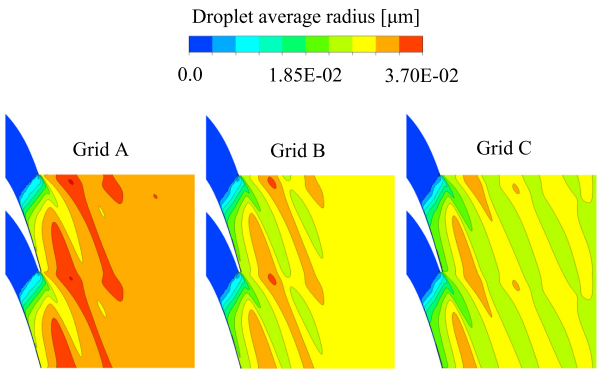 Droplet average radius [μm]
0.0 1.85E-02 3.70E-02
Grid A Grid B Grid C